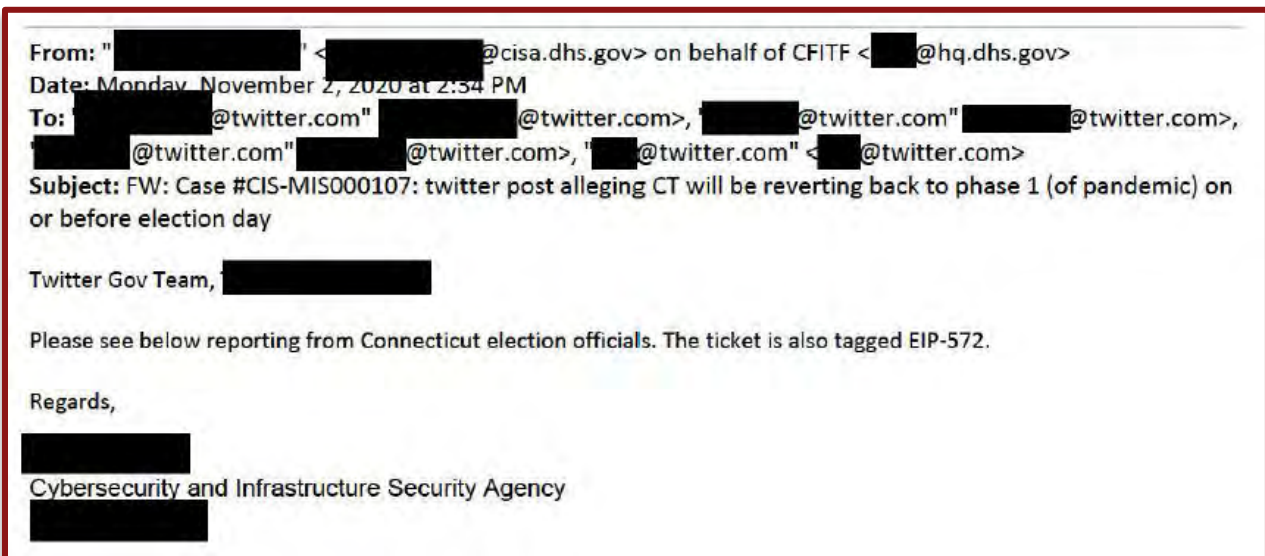 From: " " < @cisa.dhs.gov> on behalf of CFITF < @hq.dhs.gov>
Date: Monday, November 2, 2020 at 2:34 PM
To: " @twitter.com" @twitter.com>, " @twitter.com" @twitter.com>,
" @twitter.com" @twitter.com>, " @twitter.com" < @twitter.com>
Subject: FW: Case #CIS-MIS000107: twitter post alleging CT will be reverting back to phase 1 (of pandemic) on
or before election day
Twitter Gov Team,
Please see below reporting from Connecticut election officials. The ticket is also tagged EIP-572.
Regards,
Cybersecurity and Infrastructure Security Agency